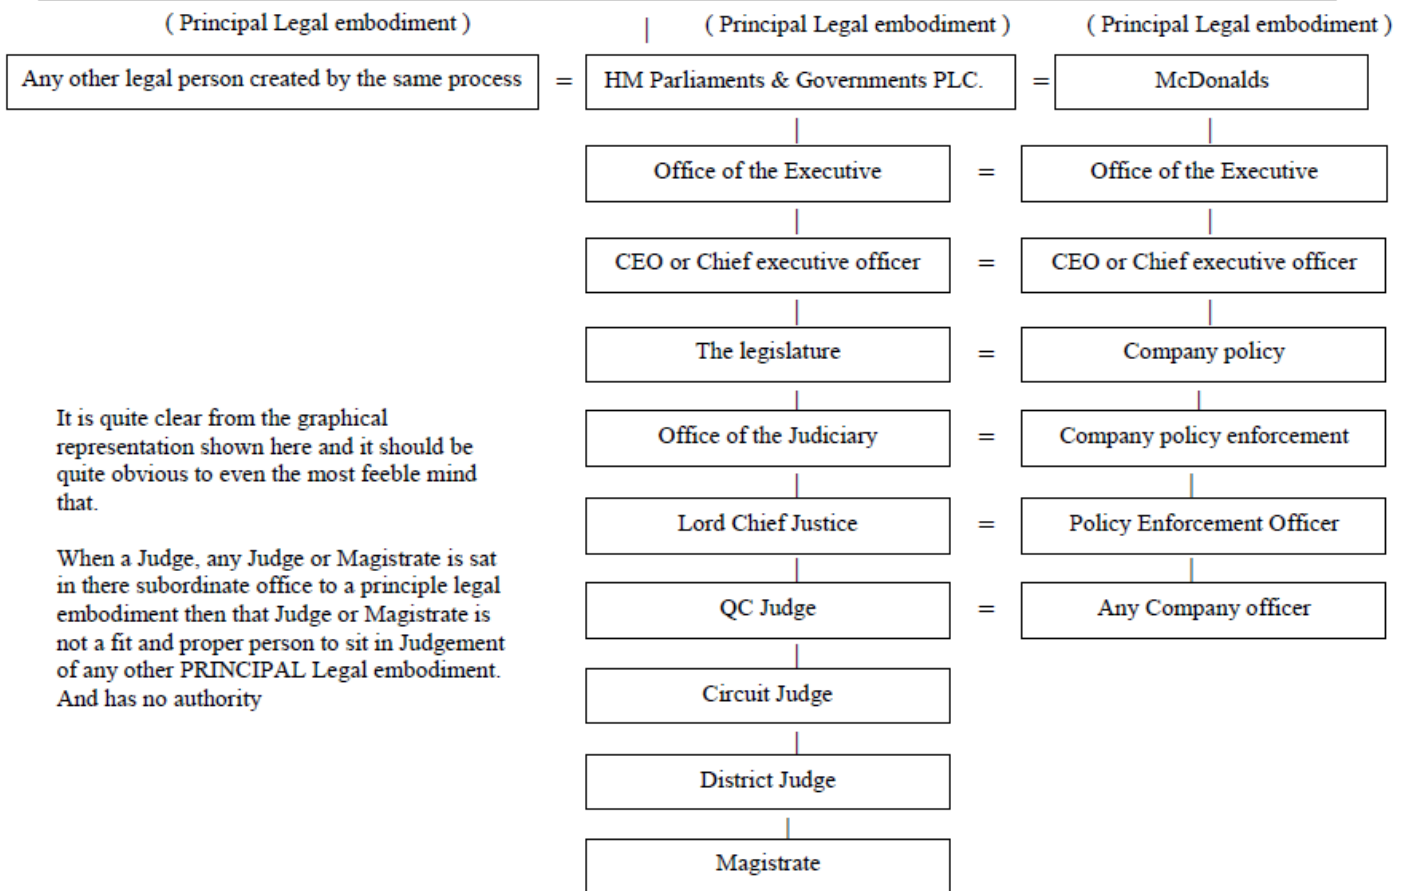 ( Principal Legal embodiment ) | ( Principal Legal embodiment ) ( Principal Legal embodiment )
Any other legal person created by the same process = HM Parliaments & Governments PLC. = McDonalds
Office of the Executive = Office of the Executive
CEO or Chief executive officer = CEO or Chief executive officer
The legislature = Company policy
Office of the Judiciary = Company policy enforcement
Lord Chief Justice = Policy Enforcement Officer
QC Judge = Any Company officer
Circuit Judge
District Judge
Magistrate
It is quite clear from the graphical
representation shown here and it should be
quite obvious to even the most feeble mind
that.
When a Judge, any Judge or Magistrate is sat
in there subordinate office to a principle legal
embodiment then that Judge or Magistrate is
not a fit and proper person to sit in Judgement
of any other PRINCIPAL Legal embodiment.
And has no authority